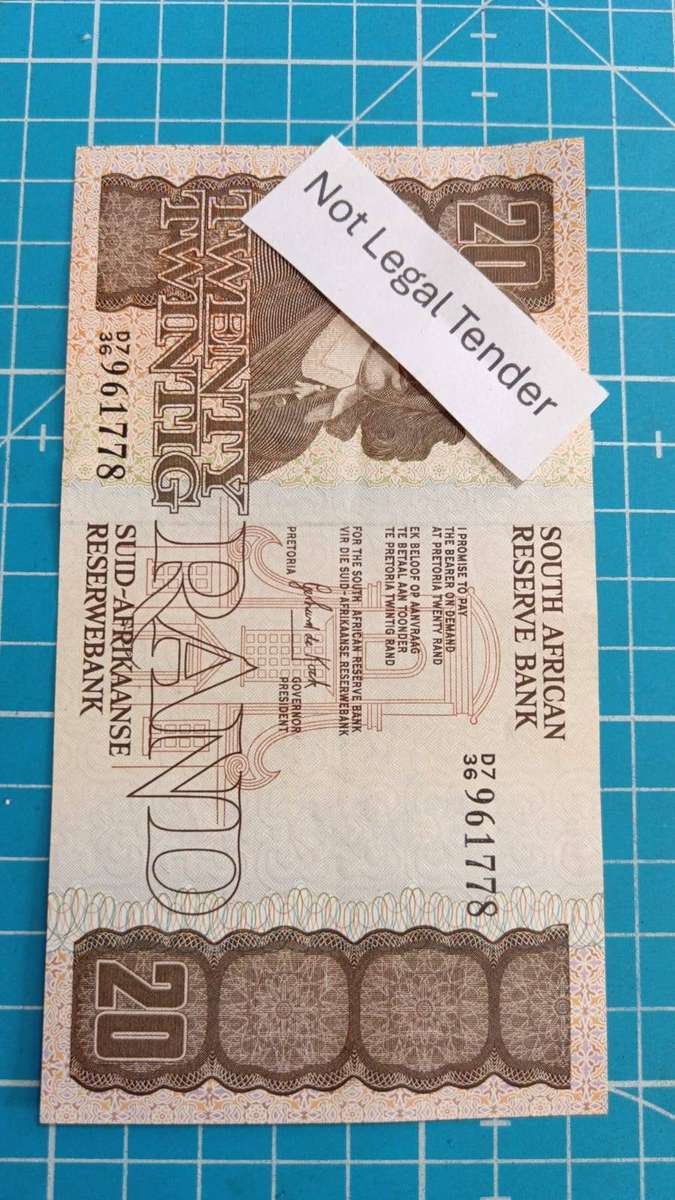 Not Legal Tender
20
SOUTH AFRICAN
RESERVE BANK
I PROMISE TO PAY
THE BEARER ON DEMAND
AT PRETORIA TWENTY RAND
EK BELOOF OP AANVRAAG
TE BETAAL AAN TOONDER
TE PRETORIA TWINTIG RAND
FOR THE SOUTH AFRICAN RESERVE BANK
VIR DIE SUID-AFRIKAANSE RESERWEBANK
PRETORIA
GOVERNOR
PRESIDENT
D7
36 961778
TWENTY
TWINTIG
RAND
D7
36 961778
SUID-AFRIKAANSE
RESERWEBANK
20